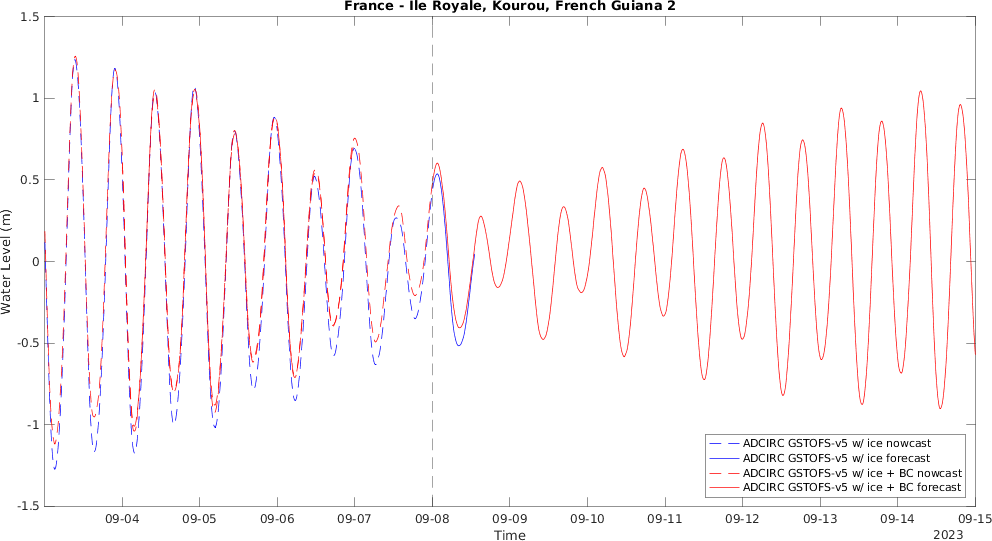 France - Ile Royale, Kourou, French Guiana 2
1.5
1
0.5
0
-0.5
-1
-1.5
Water Level (m)
ADCIRC GSTOFS-v5 w/ ice nowcast
ADCIRC GSTOFS-v5 w/ ice forecast
ADCIRC GSTOFS-v5 w/ ice + BC nowcast
ADCIRC GSTOFS-v5 w/ ice + BC forecast
09-04 09-05 09-06 09-07 09-08 09-09 09-10 09-11 09-12 09-13 09-14 09-15
Time
2023